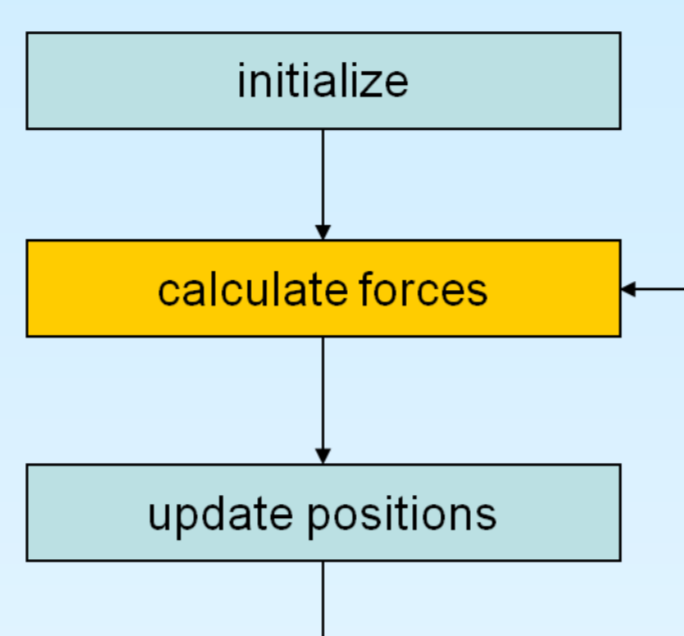 initialize
calculate forces
update positions